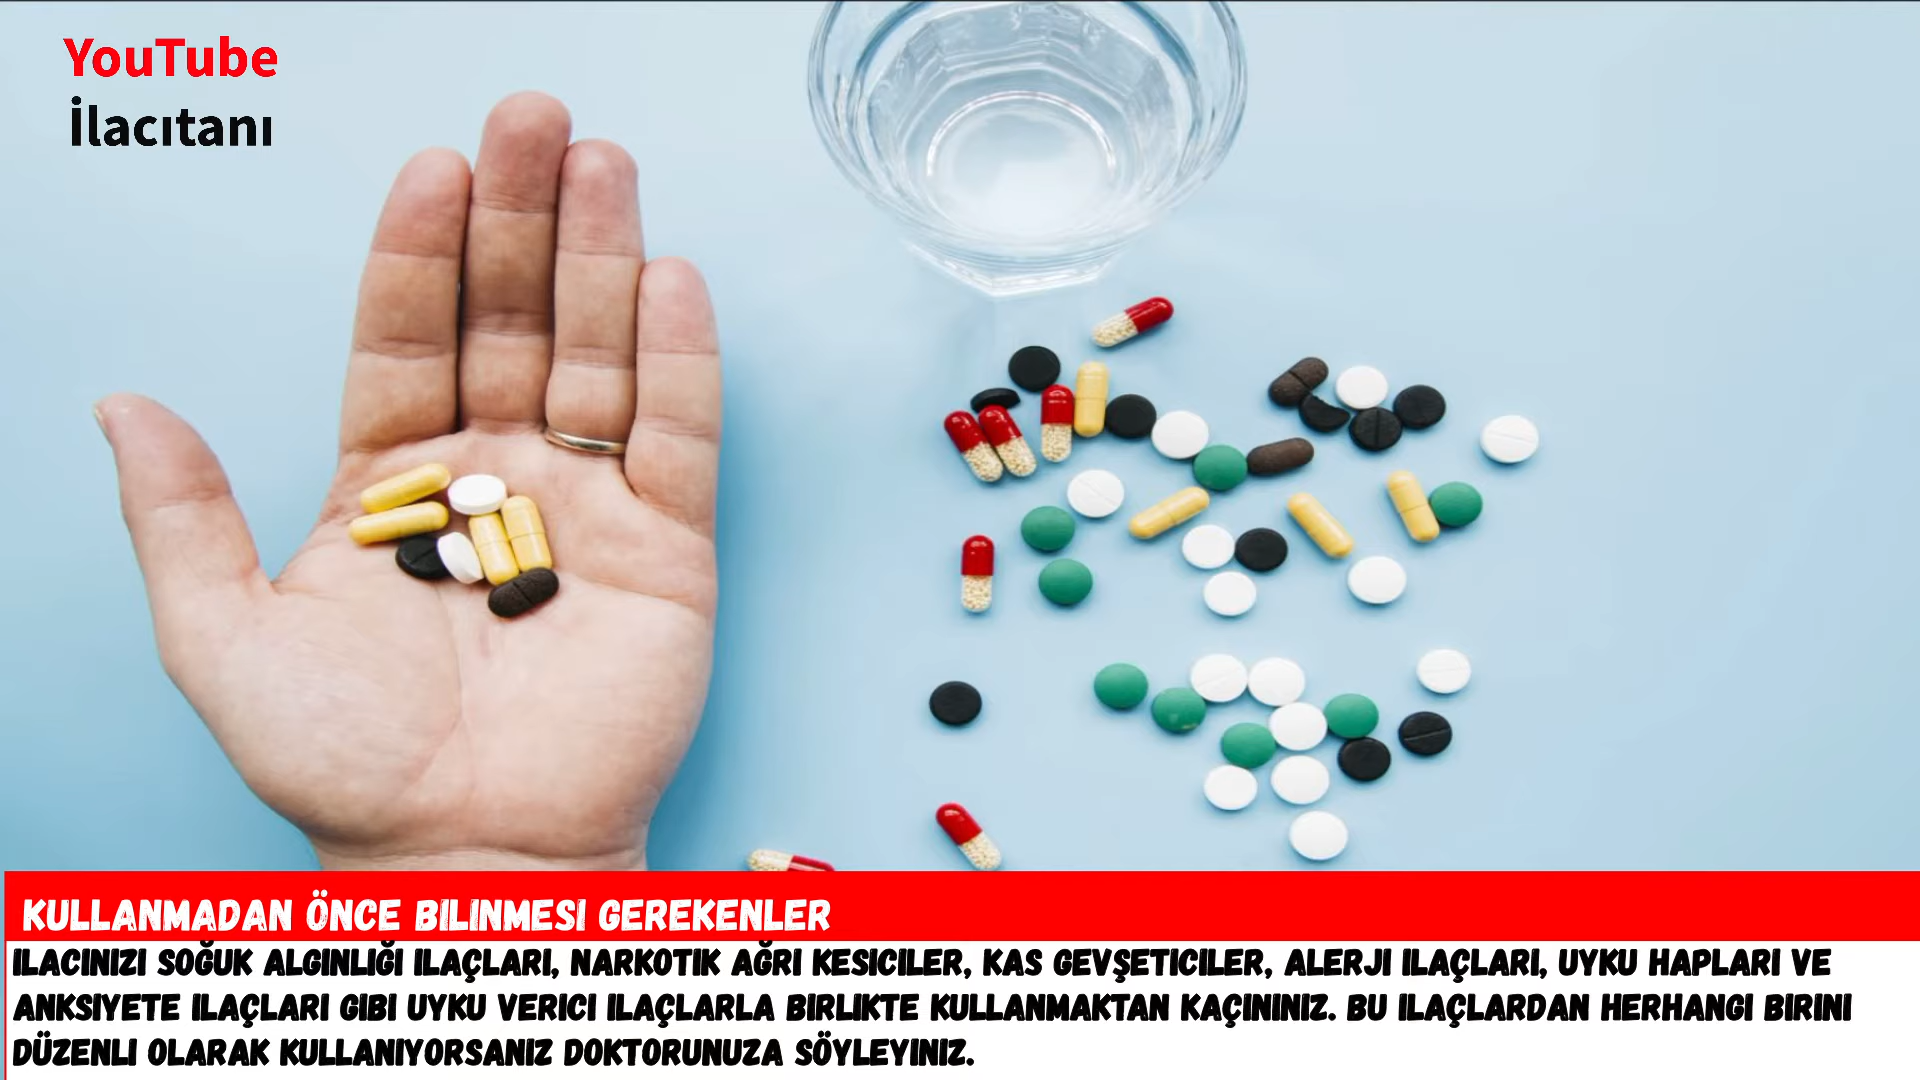 YouTube
İlacıtanı
KULLANMADAN ÖNCE BILINMESI GEREKENLER
ILACINIZI SOĞUK ALGINLIĞI ILAÇLARI, NARKOTIK AĞRI KESICILER, KAS GEVŞETICILER, ALERJI ILAÇLARI, UYKU HAPLARI VE
ANKSIYETE ILAÇLARI GIBI UYKU VERICI ILAÇLARLA BIRLIKTE KULLANMAKTAN KAÇININIZ. BU ILAÇLARDAN HERHANGI BIRINI
DÜZENLI OLARAK KULLANIYORSANIZ DOKTORUNUZA SÖYLEYINIZ.